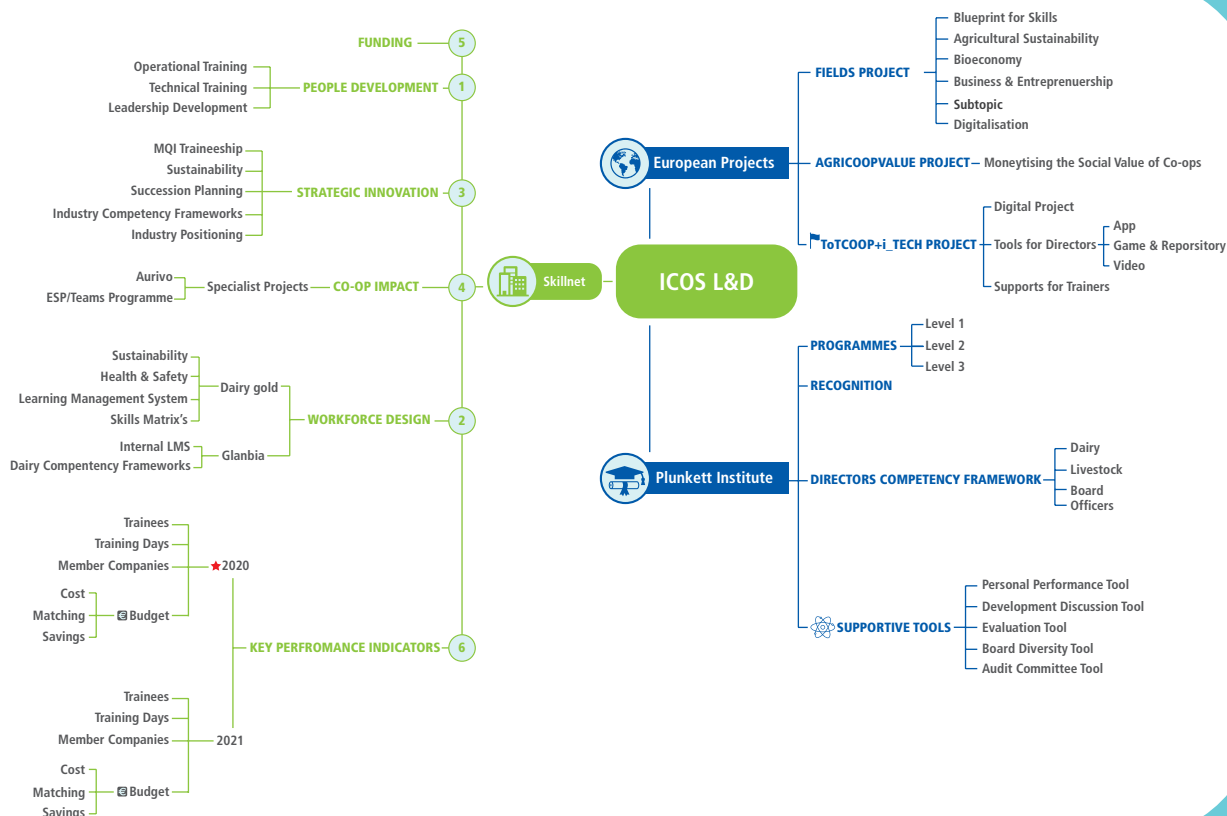 FUNDING
5
Operational Training
Technical Training
Leadership Development
PEOPLE DEVELOPMENT
1
MQI Traineeship
Sustainability
Succession Planning
Industry Competency Frameworks
Industry Positioning
STRATEGIC INNOVATION
3
Aurivo
ESP/Teams Programme
Specialist Projects
CO-OP IMPACT
4
Skillnet
ICOS L&D
Sustainability
Health & Safety
Learning Management System
Skills Matrix's
Dairy gold
Internal LMS
Dairy Compentency Frameworks
Glanbia
WORKFORCE DESIGN
2
Trainees
Training Days
Member Companies
2020
Cost
Matching
Savings
€ Budget
KEY PERFROMANCE INDICATORS
6
Trainees
Training Days
Member Companies
2021
Cost
Matching
Savings
€ Budget
European Projects
FIELDS PROJECT
Blueprint for Skills
Agricultural Sustainability
Bioeconomy
Business & Entreprenuership
Subtopic
Digitalisation
AGRICOOPVALUE PROJECT
Moneytising the Social Value of Co-ops
ToTCOOP+i_TECH PROJECT
Digital Project
Tools for Directors
App
Game & Reporsitory
Video
Supports for Trainers
Plunkett Institute
PROGRAMMES
Level 1
Level 2
Level 3
RECOGNITION
DIRECTORS COMPETENCY FRAMEWORK
Dairy
Livestock
Board
Officers
SUPPORTIVE TOOLS
Personal Performance Tool
Development Discussion Tool
Evaluation Tool
Board Diversity Tool
Audit Committee Tool